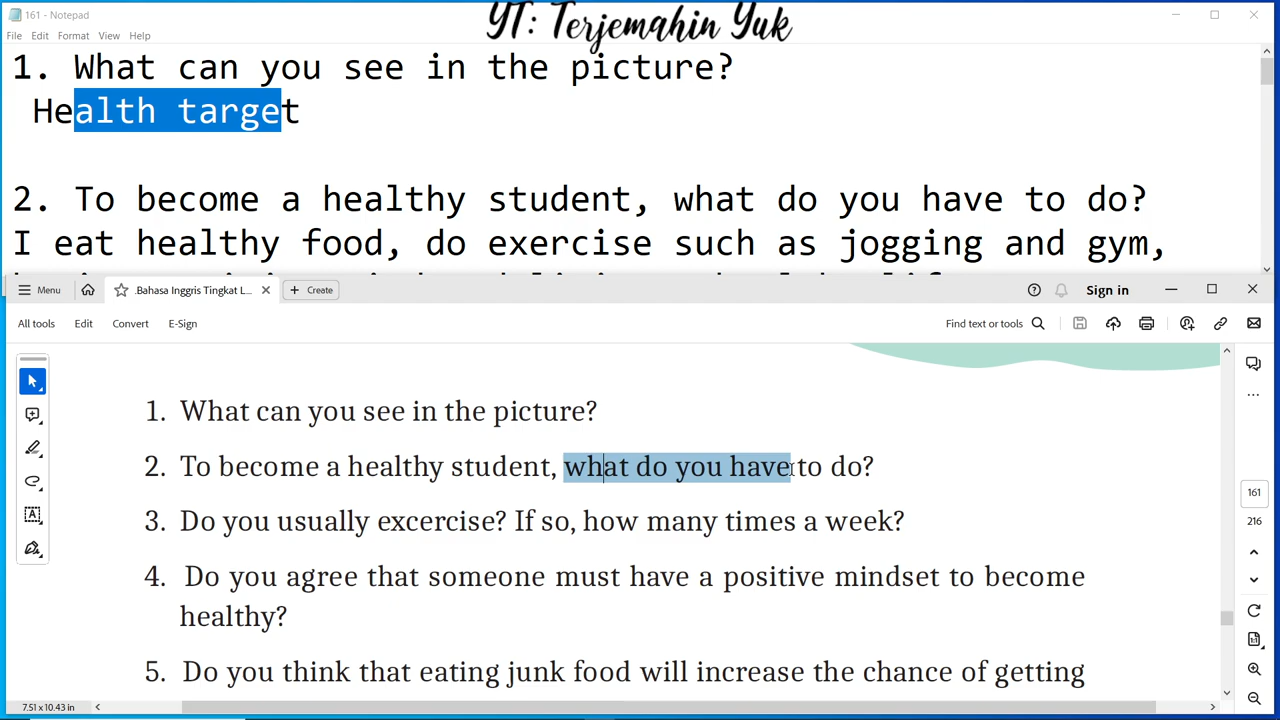 161 - Notepad
YT: Terjemahin Yuk
File Edit Format View Help
1. What can you see in the picture?
Health target
2. To become a healthy student, what do you have to do?
I eat healthy food, do exercise such as jogging and gym,
Menu
.Bahasa Inggris Tingkat L...
Create
Sign in
All tools Edit Convert E-Sign
Find text or tools
1. What can you see in the picture?
2. To become a healthy student, what do you have to do?
3. Do you usually excercise? If so, how many times a week?
4. Do you agree that someone must have a positive mindset to become
healthy?
5. Do you think that eating junk food will increase the chance of getting
161
216
7.51 x 10.43 in